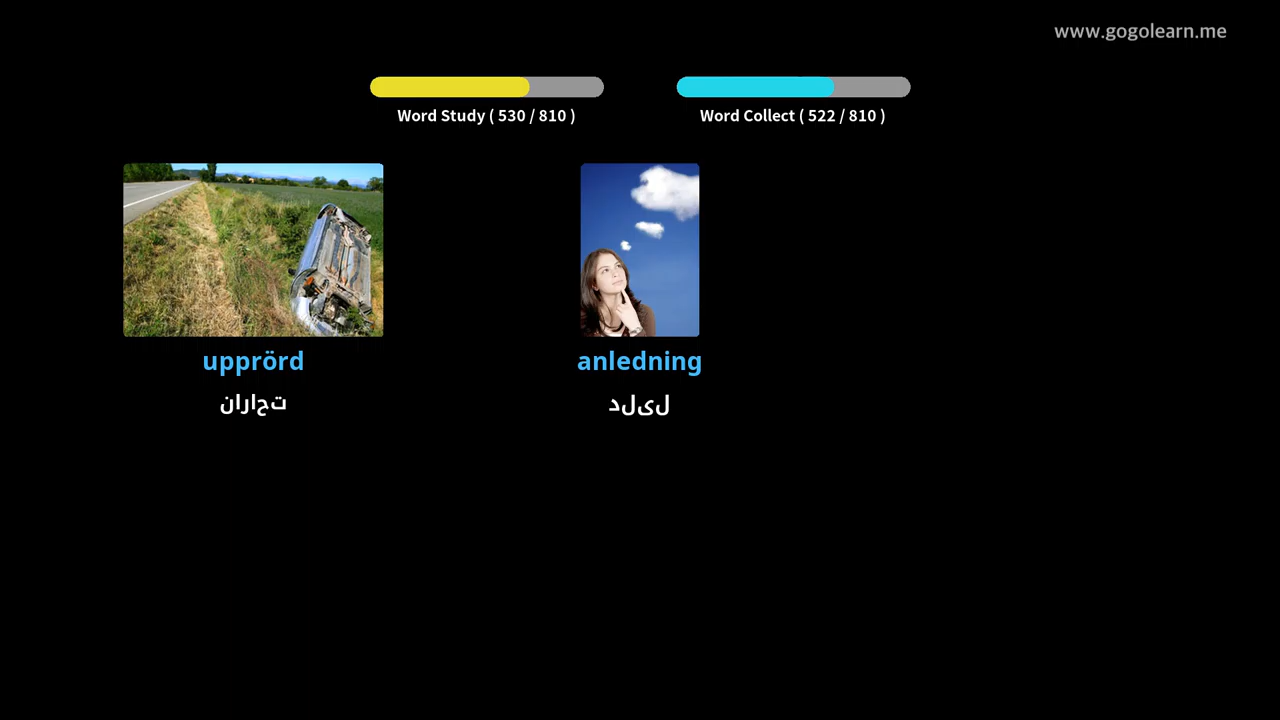 www.gogolearn.me
Word Study ( 530 / 810 )
Word Collect ( 522 / 810 )
upprörd
anledning
ناراحت
دلیل